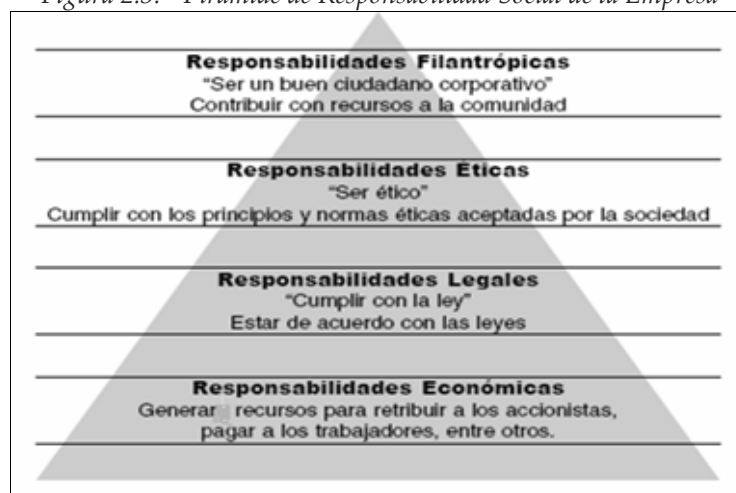 Figura 2.3. Pirámide de Responsabilidad Social de la Empresa
Responsabilidades Filantrópicas
“Ser un buen ciudadano corporativo”
Contribuir con recursos a la comunidad
Responsabilidades Éticas
“Ser ético”
Cumplir con los principios y normas éticas aceptadas por la sociedad
Responsabilidades Legales
“Cumplir con la ley”
Estar de acuerdo con las leyes
Responsabilidades Económicas
Generar recursos para retribuir a los accionistas,
pagar a los trabajadores, entre otros.